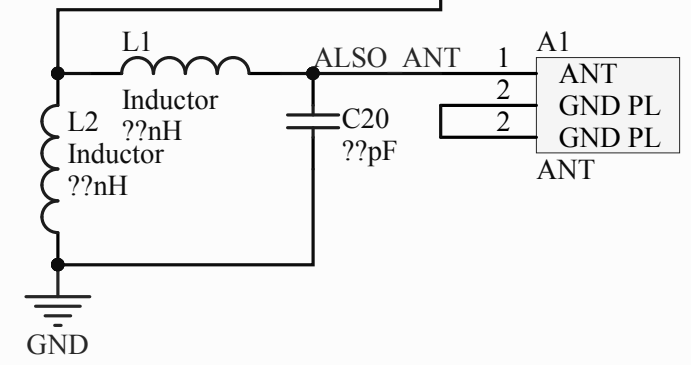 L1
ALSO ANT
1
A1
ANT
Inductor
??nH
2
GND PL
L2
Inductor
??nH
C20
??pF
2
GND PL
ANT
GND